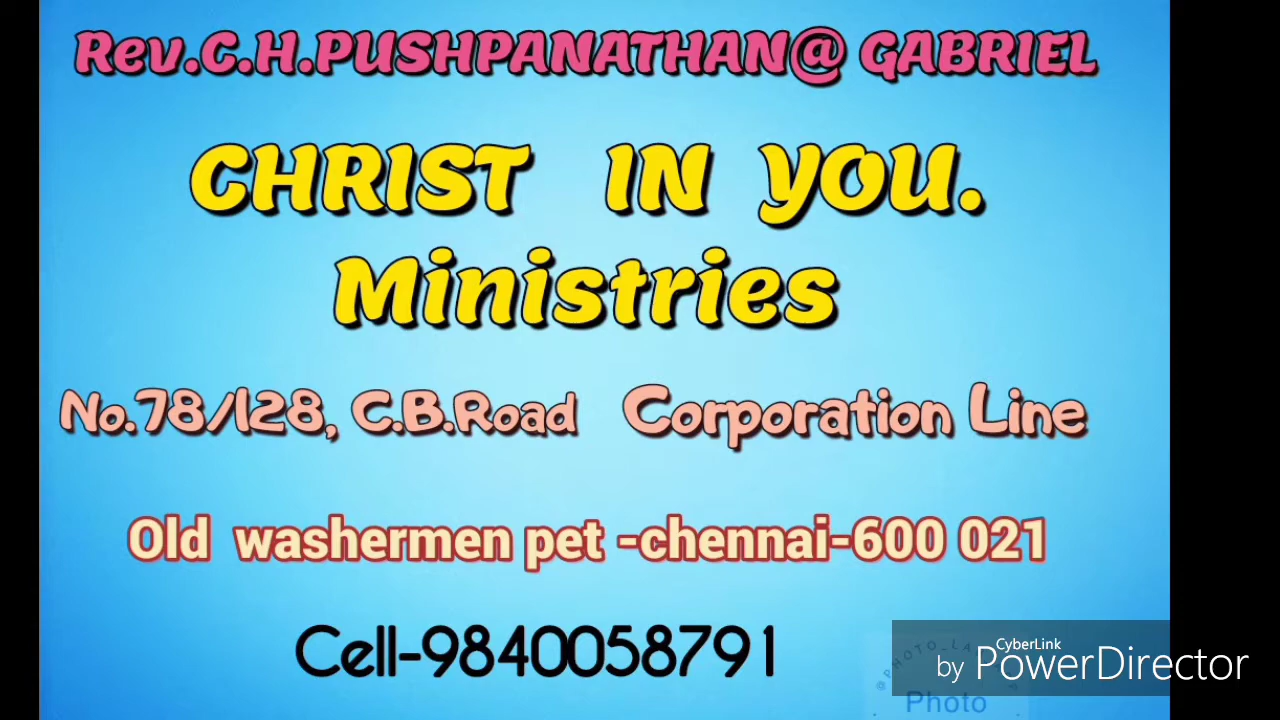 Rev.C.H.PUSHPANATHAN@ GABRIEL
CHRIST IN YOU.
Ministries
No.78/128, C.B.Road Corporation Line
Old washermen pet -chennai-600 021
Cell-9840058791
CyberLink
by PowerDirector
@PHOTO_LA
Photo